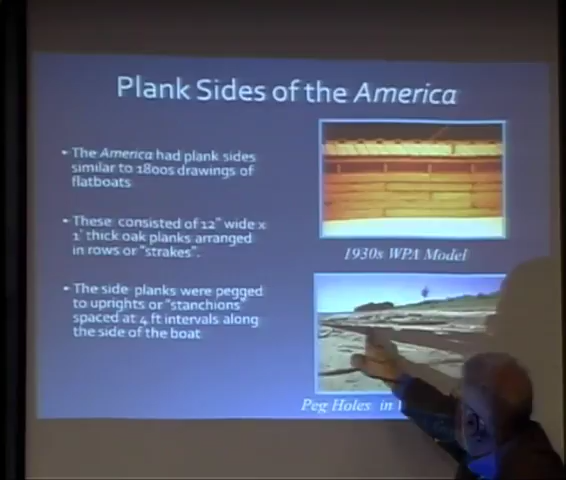 Plank Sides of the America
• The America had plank sides
similar to 1800s drawings of
flatboats
• These consisted of 12" wide x
1' thick oak planks arranged
in rows or "strakes".
• The side planks were pegged
to uprights or "stanchions
spaced at 4 ft intervals along
the side of the boat
1930s WPA Model
Peg Holes in